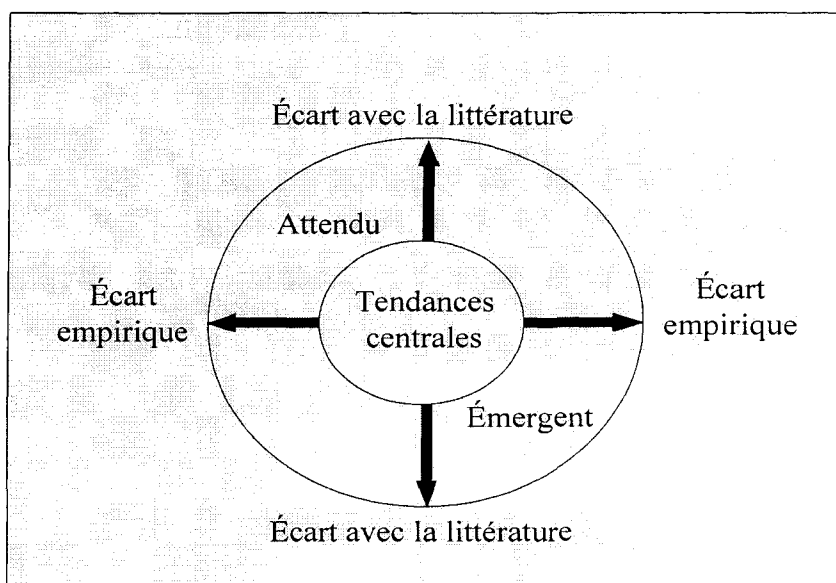 Écart avec la littérature
Attendu
Écart
empirique
Tendances
centrales
Écart
empirique
Émergent
Écart avec la littérature